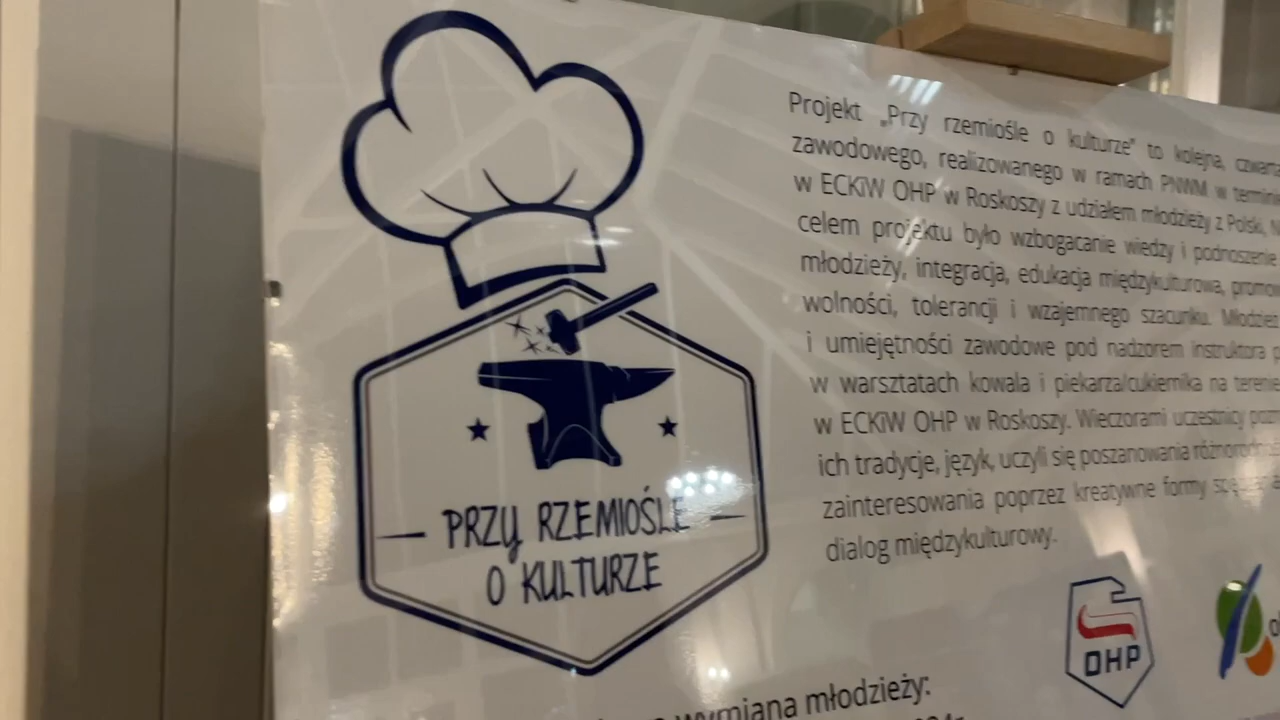 PRZY RZEMIOŚLE
O KULTURZE
Projekt „Przy rzemiośle o kulturze” to kolejna,
zawodowego, realizowanego w ramach PNWM w
w ECKiW OHP w Roskoszy z udziałem młodzieży z Polski,
celem projektu było wzbogacanie wiedzy i podnoszenie
młodzieży, integracja, edukacja międzykulturowa,
wolności, tolerancji i wzajemnego szacunku. Młodzież
i umiejętności zawodowe pod nadzorem instruktora
w warsztatach kowala i piekarza/cukiernika na terenie
w ECKiW OHP w Roskoszy. Wieczorami uczestnicy
ich tradycje, język, uczyli się poszanowania
zainteresowania poprzez kreatywne formy
dialog międzykulturowy.
OHP
wymiana młodzieży: